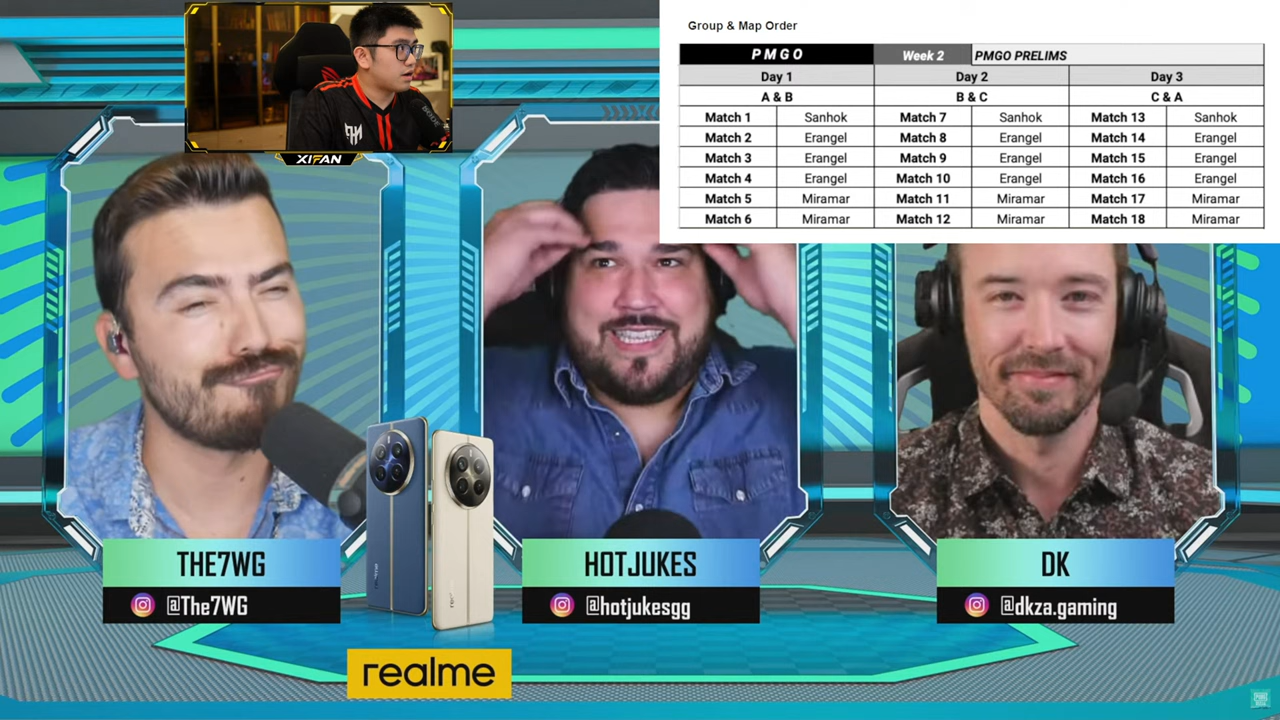 XIFAN
Group & Map Order
PMGO Week 2 PMGO PRELIMS
Day 1 Day 2 Day 3
A & B B & C C & A
Match 1 Sanhok Match 7 Sanhok Match 13 Sanhok
Match 2 Erangel Match 8 Erangel Match 14 Erangel
Match 3 Erangel Match 9 Erangel Match 15 Erangel
Match 4 Erangel Match 10 Erangel Match 16 Erangel
Match 5 Miramar Match 11 Miramar Match 17 Miramar
Match 6 Miramar Match 12 Miramar Match 18 Miramar
THE7WG
@The7WG
HOTJUKES
@hotjukesgg
DK
@dkza.gaming
realme